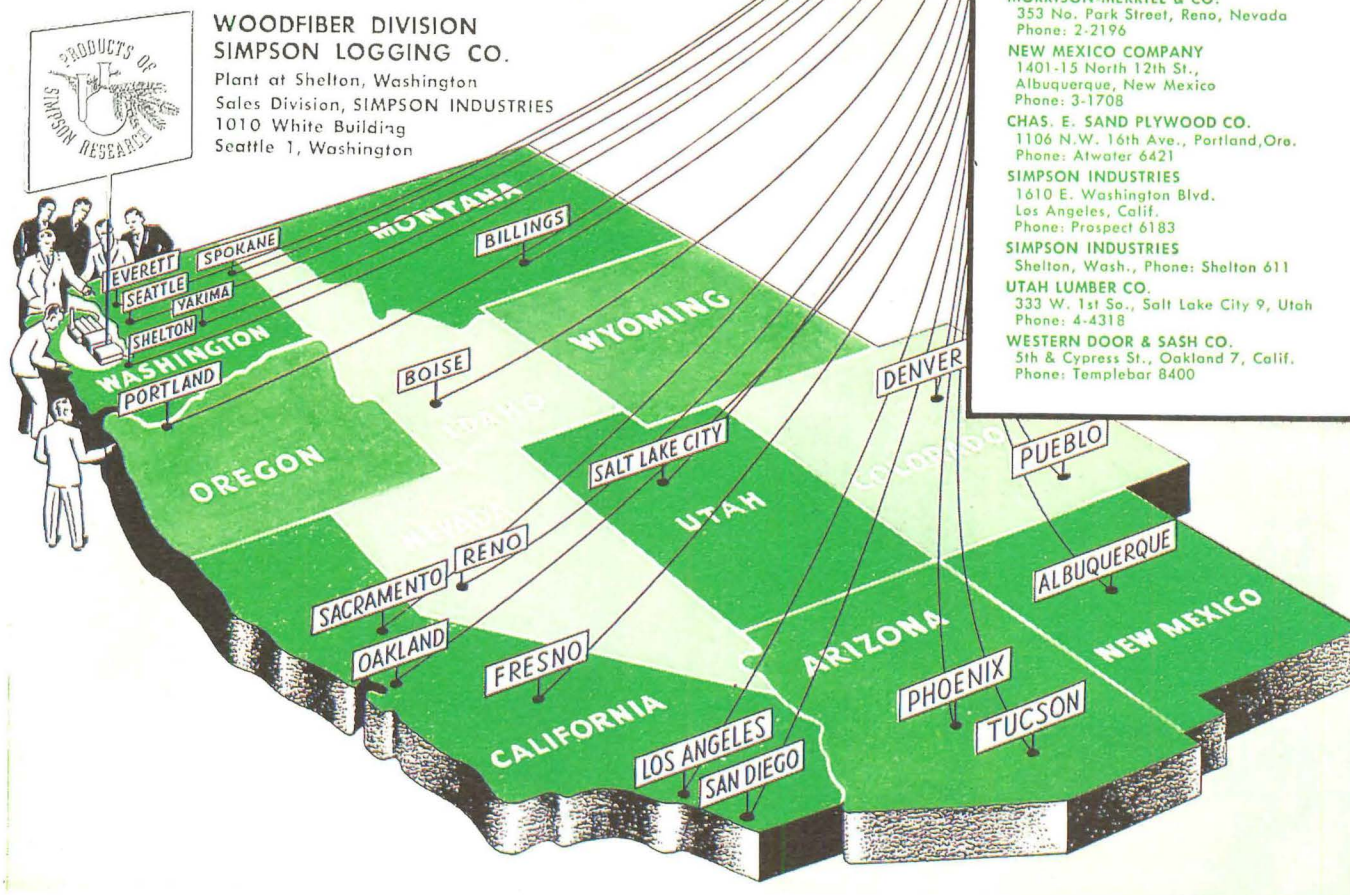 WOODFIBER DIVISION
SIMPSON LOGGING CO.
Plant at Shelton, Washington
Sales Division, SIMPSON INDUSTRIES
1010 White Building
Seattle 1, Washington
PRODUCTS OF
SIMPSON RESEARCH
MORRISON-MERRILL & CO.
353 No. Park Street, Reno, Nevada
Phone: 2-2196
NEW MEXICO COMPANY
1401-15 North 12th St.,
Albuquerque, New Mexico
Phone: 3-1708
CHAS. E. SAND PLYWOOD CO.
1106 N.W. 16th Ave., Portland,Ore.
Phone: Atwater 6421
SIMPSON INDUSTRIES
1610 E. Washington Blvd.
Los Angeles, Calif.
Phone: Prospect 6183
SIMPSON INDUSTRIES
Shelton, Wash., Phone: Shelton 611
UTAH LUMBER CO.
333 W. 1st So., Salt Lake City 9, Utah
Phone: 4-4318
WESTERN DOOR & SASH CO.
5th & Cypress St., Oakland 7, Calif.
Phone: Templebar 8400
MONTANA
BILLINGS
SPOKANE
EVERETT
SEATTLE
YAKIMA
SHELTON
WASHINGTON
PORTLAND
WYOMING
BOISE
IDAHO
DENVER
OREGON
SALT LAKE CITY
COLORADO
PUEBLO
UTAH
NEVADA
RENO
SACRAMENTO
OAKLAND
FRESNO
CALIFORNIA
ALBUQUERQUE
NEW MEXICO
ARIZONA
PHOENIX
TUCSON
LOS ANGELES
SAN DIEGO